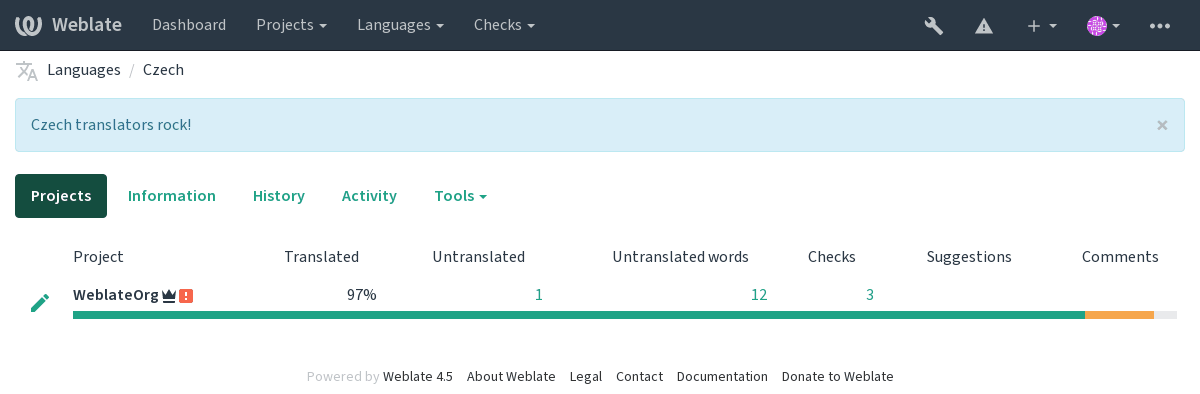 Weblate Dashboard Projects Languages Checks
Languages / Czech
Czech translators rock! ×
Projects Information History Activity Tools
Project Translated Untranslated Untranslated words Checks Suggestions Comments
WeblateOrg 97% 1 12 3
Powered by Weblate 4.5 About Weblate Legal Contact Documentation Donate to Weblate